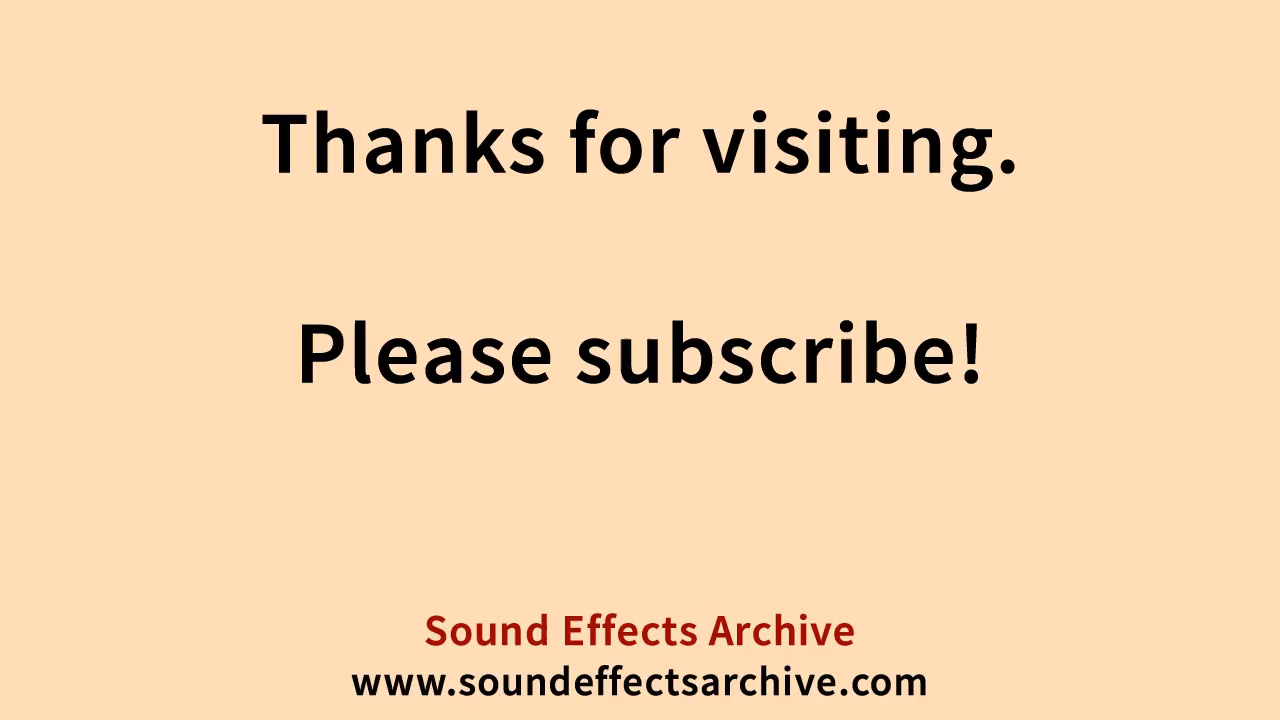 Thanks for visiting.
Please subscribe!
Sound Effects Archive
www.soundeffectsarchive.com